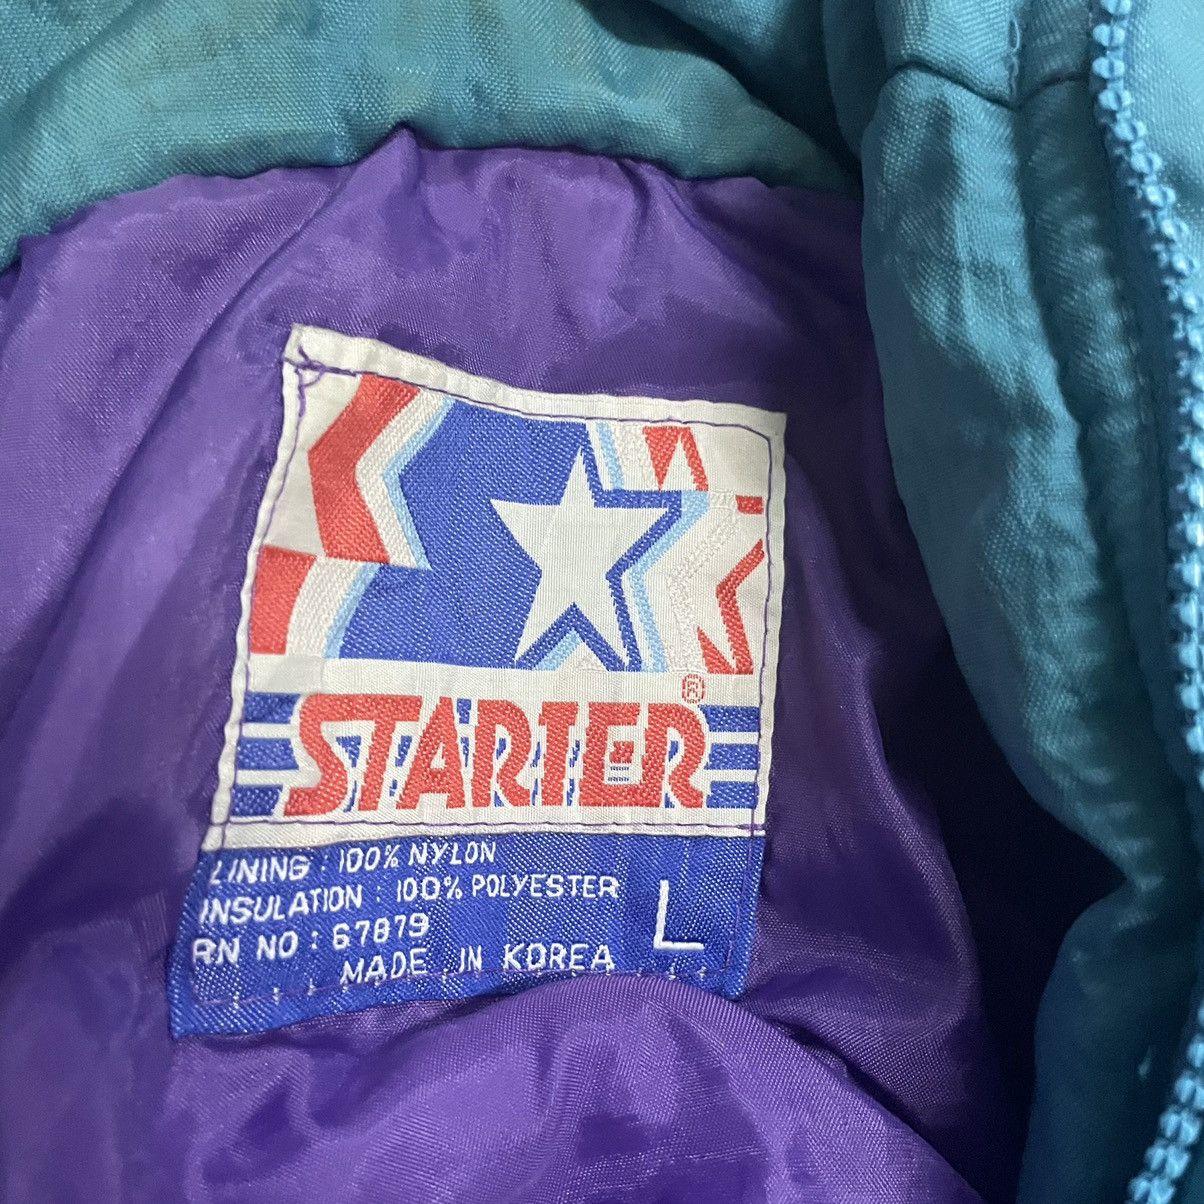 STARTER®
LINING : 100% NYLON
INSULATION : 100% POLYESTER
L
RN NO : 67879
MADE IN KOREA